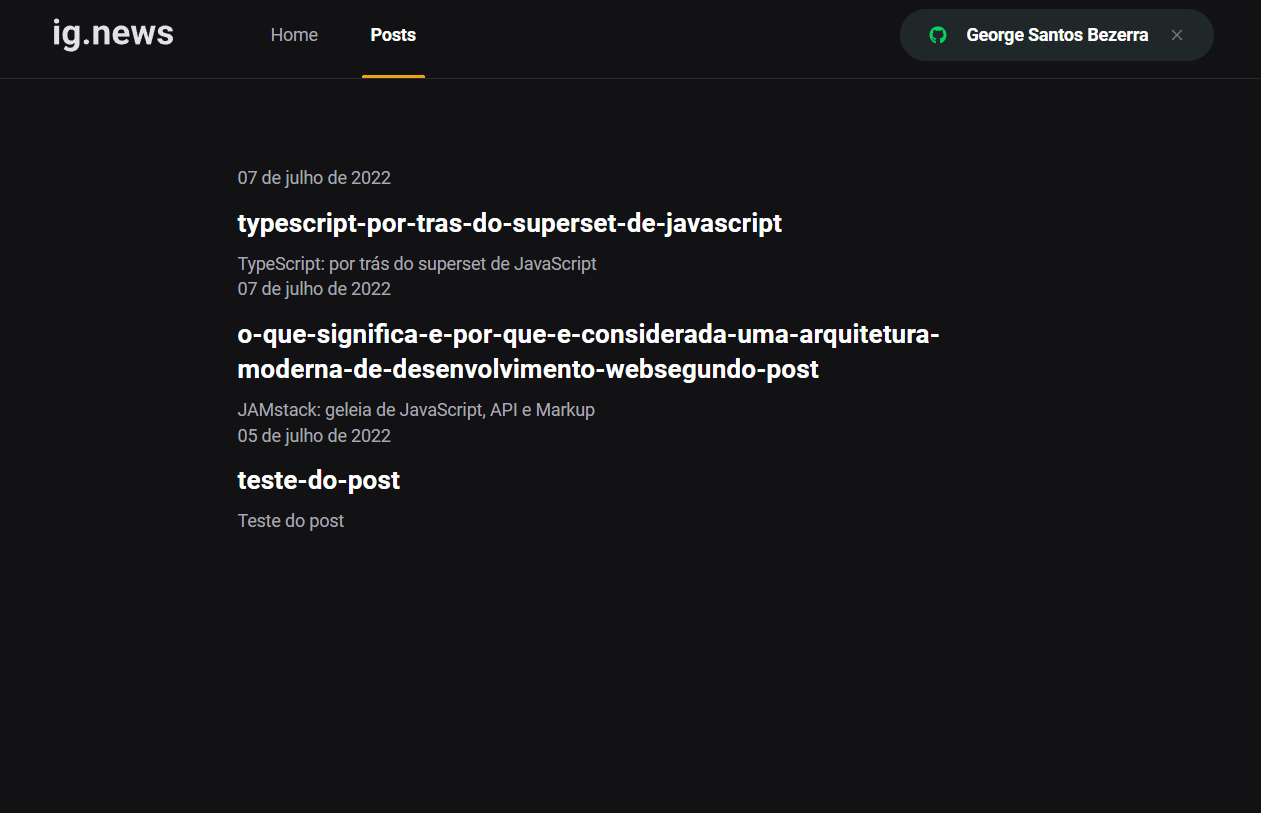 ig.news
Home
Posts
George Santos Bezerra
07 de julho de 2022
typescript-por-tras-do-superset-de-javascript
TypeScript: por trás do superset de JavaScript
07 de julho de 2022
o-que-significa-e-por-que-e-considerada-uma-arquitetura-
moderna-de-desenvolvimento-websegundo-post
JAMstack: geleia de JavaScript, API e Markup
05 de julho de 2022
teste-do-post
Teste do post